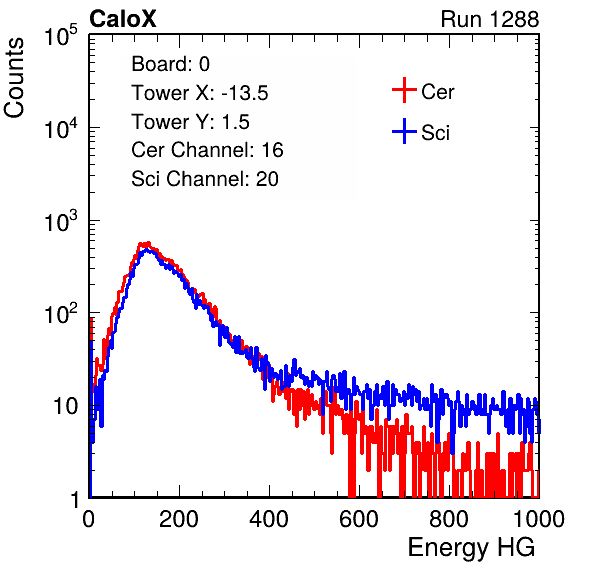 CaloX Run 1288
Counts
10^5
10^4
10^3
10^2
10
1
Board: 0
Tower X: -13.5
Tower Y: 1.5
Cer Channel: 16
Sci Channel: 20
Cer
Sci
0 200 400 600 800 1000
Energy HG